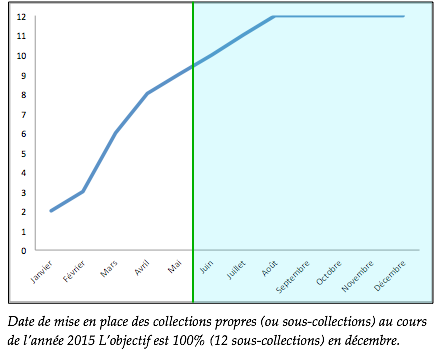 12
11
10
9
8
7
6
5
4
3
2
1
0
Janvier
Février
Mars
Avril
Mai
Juin
Juillet
Août
Septembre
Octobre
Novembre
Décembre
Date de mise en place des collections propres (ou sous-collections) au cours
de l'année 2015 L'objectif est 100% (12 sous-collections) en décembre.